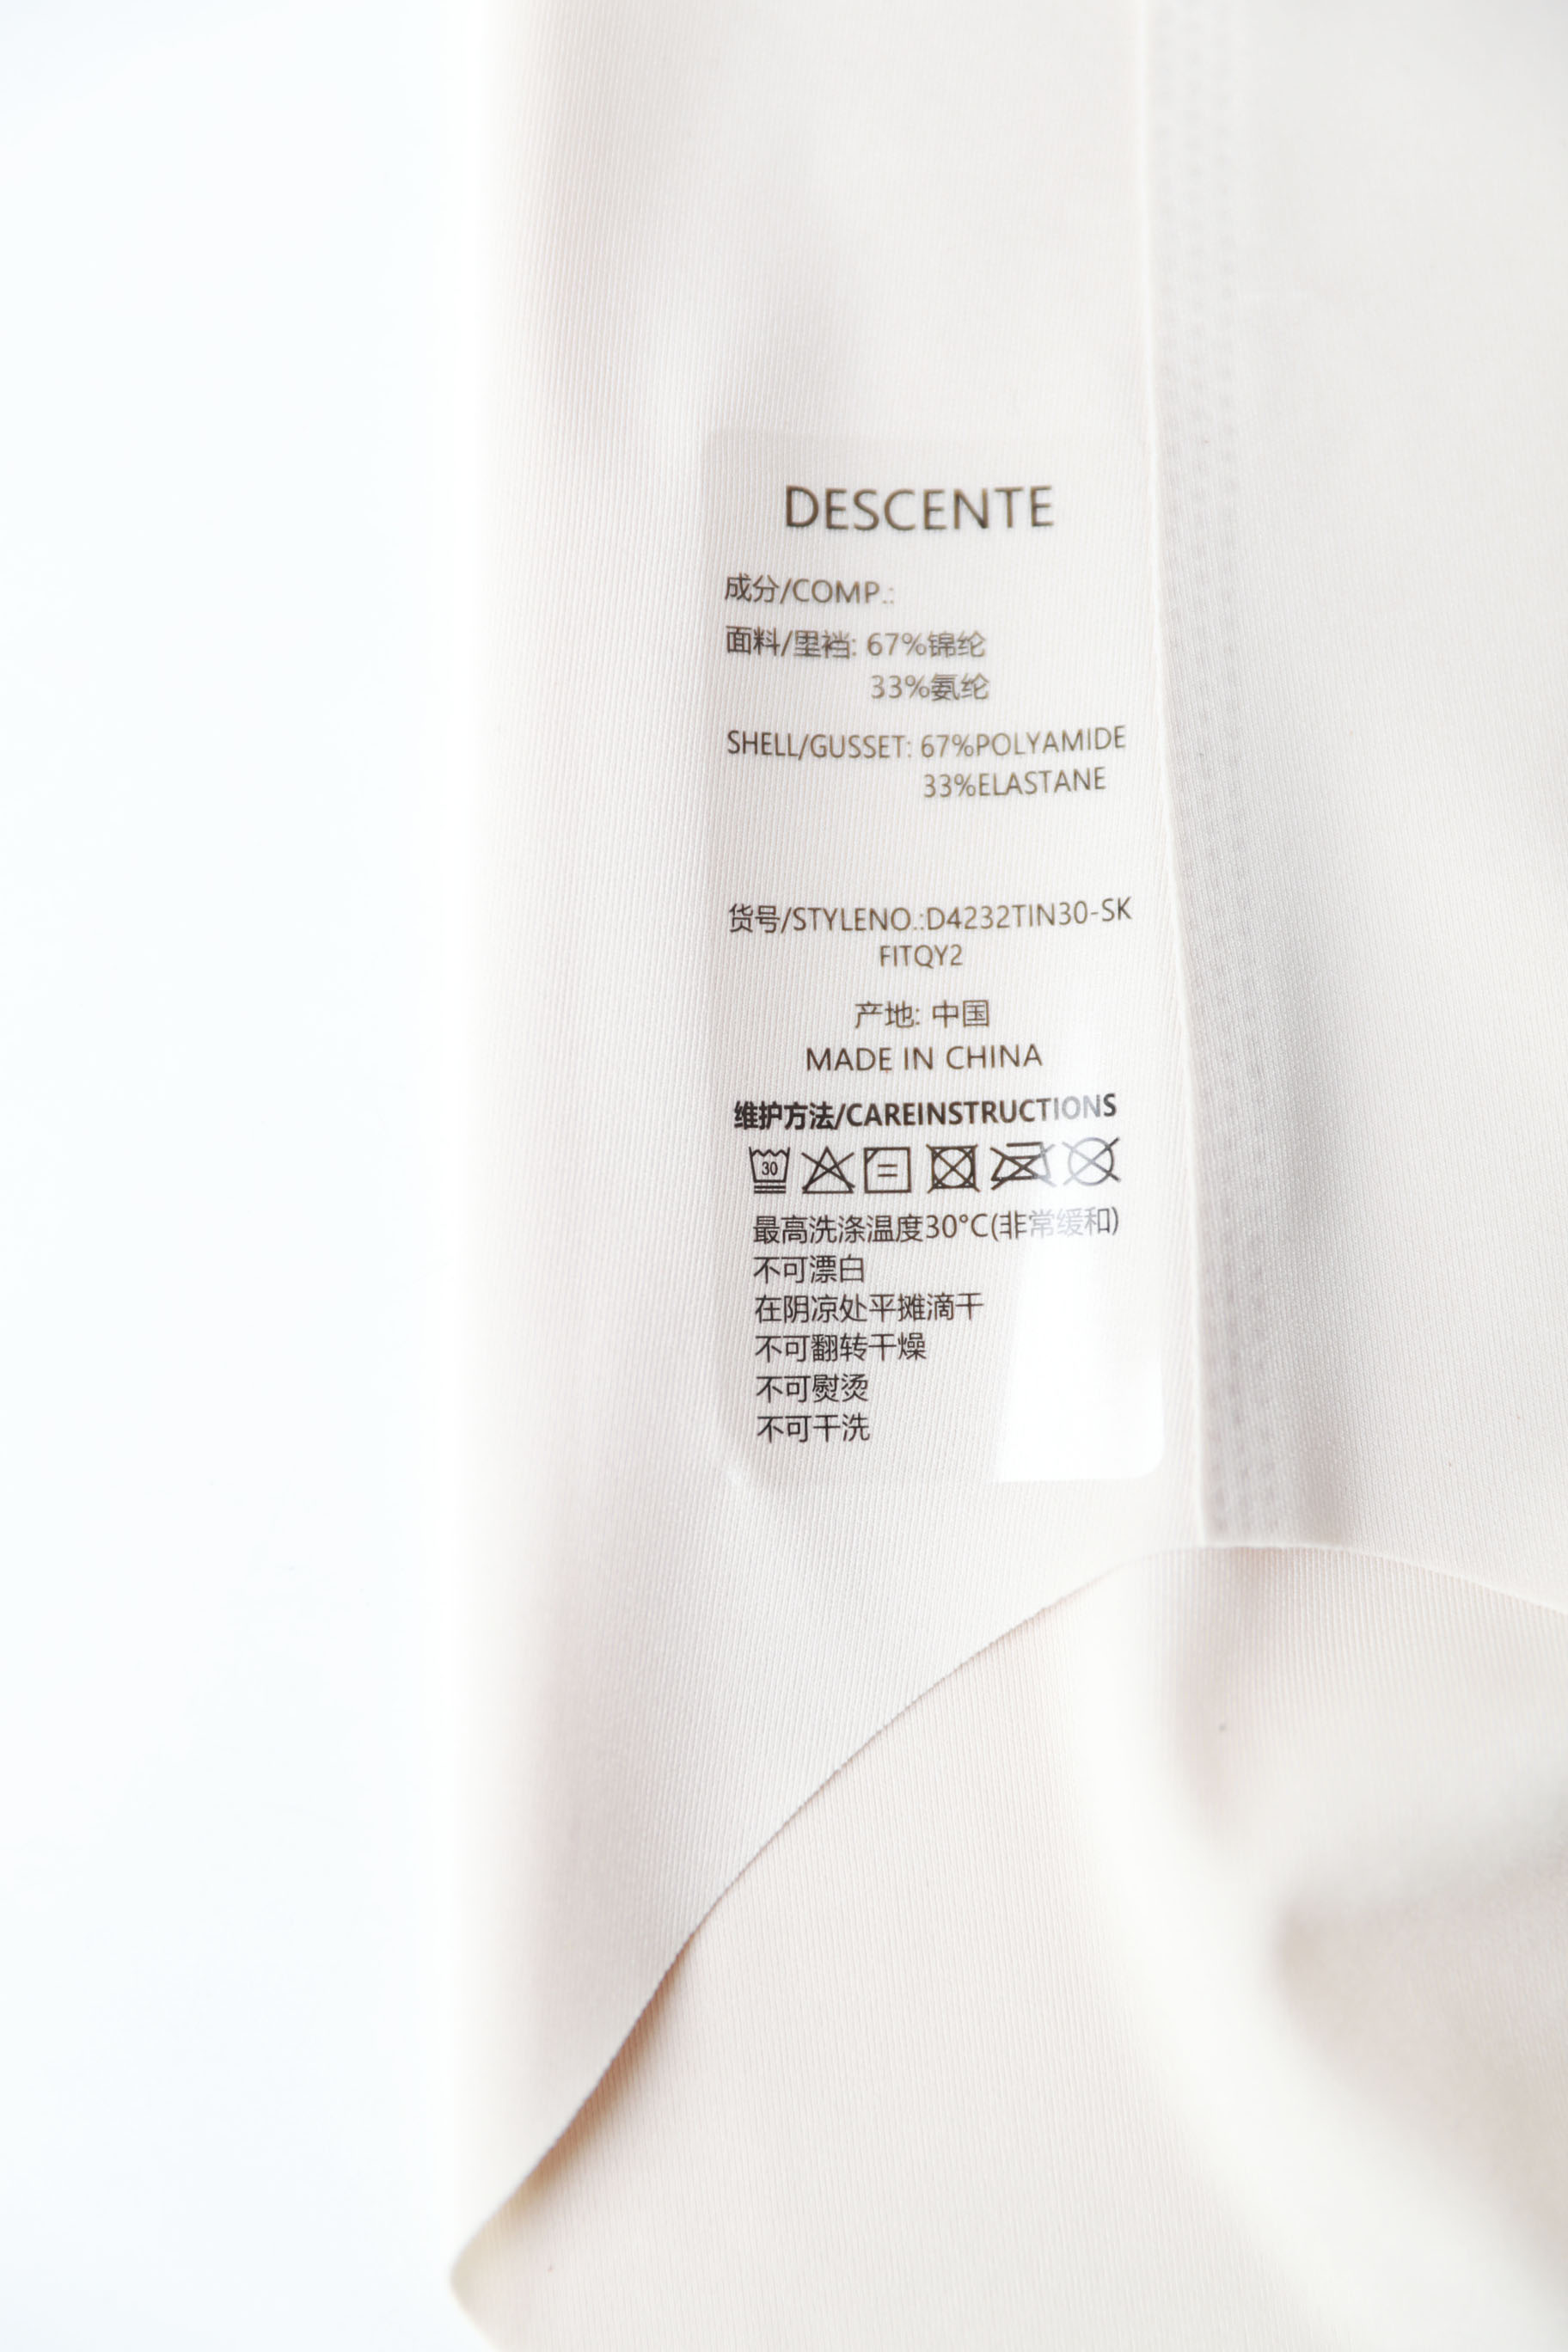 DESCENTE
成分/COMP.:
面料/里裆: 67%锦纶
33%氨纶
SHELL/GUSSET: 67%POLYAMIDE
33%ELASTANE
货号/STYLENO.:D4232TIN30-SK
FITQY2
产地: 中国
MADE IN CHINA
维护方法/CAREINSTRUCTIONS
30
最高洗涤温度30°C(非常缓和)
不可漂白
在阴凉处平摊滴干
不可翻转干燥
不可熨烫
不可干洗